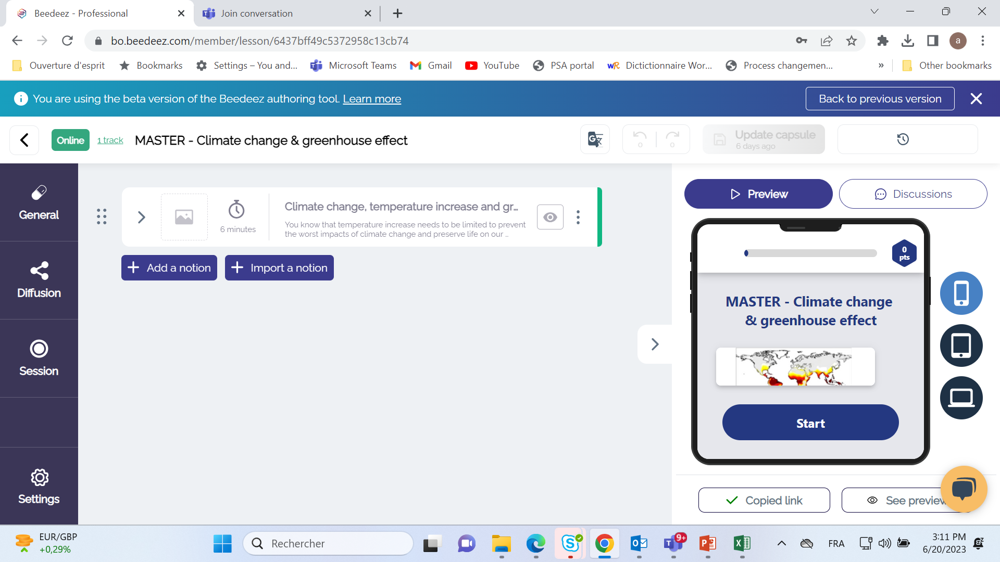 Beedeez - Professional
Join conversation
bo.beedeez.com/member/lesson/6437bff49c5372958c13cb74
a
Ouverture d'esprit
Bookmarks
Settings – You and...
Microsoft Teams
Gmail
YouTube
PSA portal
Dictictionnaire Wor...
Process changemen...
»
Other bookmarks
You are using the beta version of the Beedeez authoring tool. Learn more
Back to previous version
Online
1 track
MASTER - Climate change & greenhouse effect
0
0
Update capsule
6 days ago
General
Diffusion
Session
Settings
6 minutes
Climate change, temperature increase and gr...
You know that temperature increase needs to be limited to prevent
the worst impacts of climate change and preserve life on our ...
Add a notion
Import a notion
Preview
Discussions
0
pts
MASTER - Climate change
& greenhouse effect
Start
Copied link
See preview
EUR/GBP
+0,29%
Rechercher
9+
FRA
3:11 PM
6/20/2023